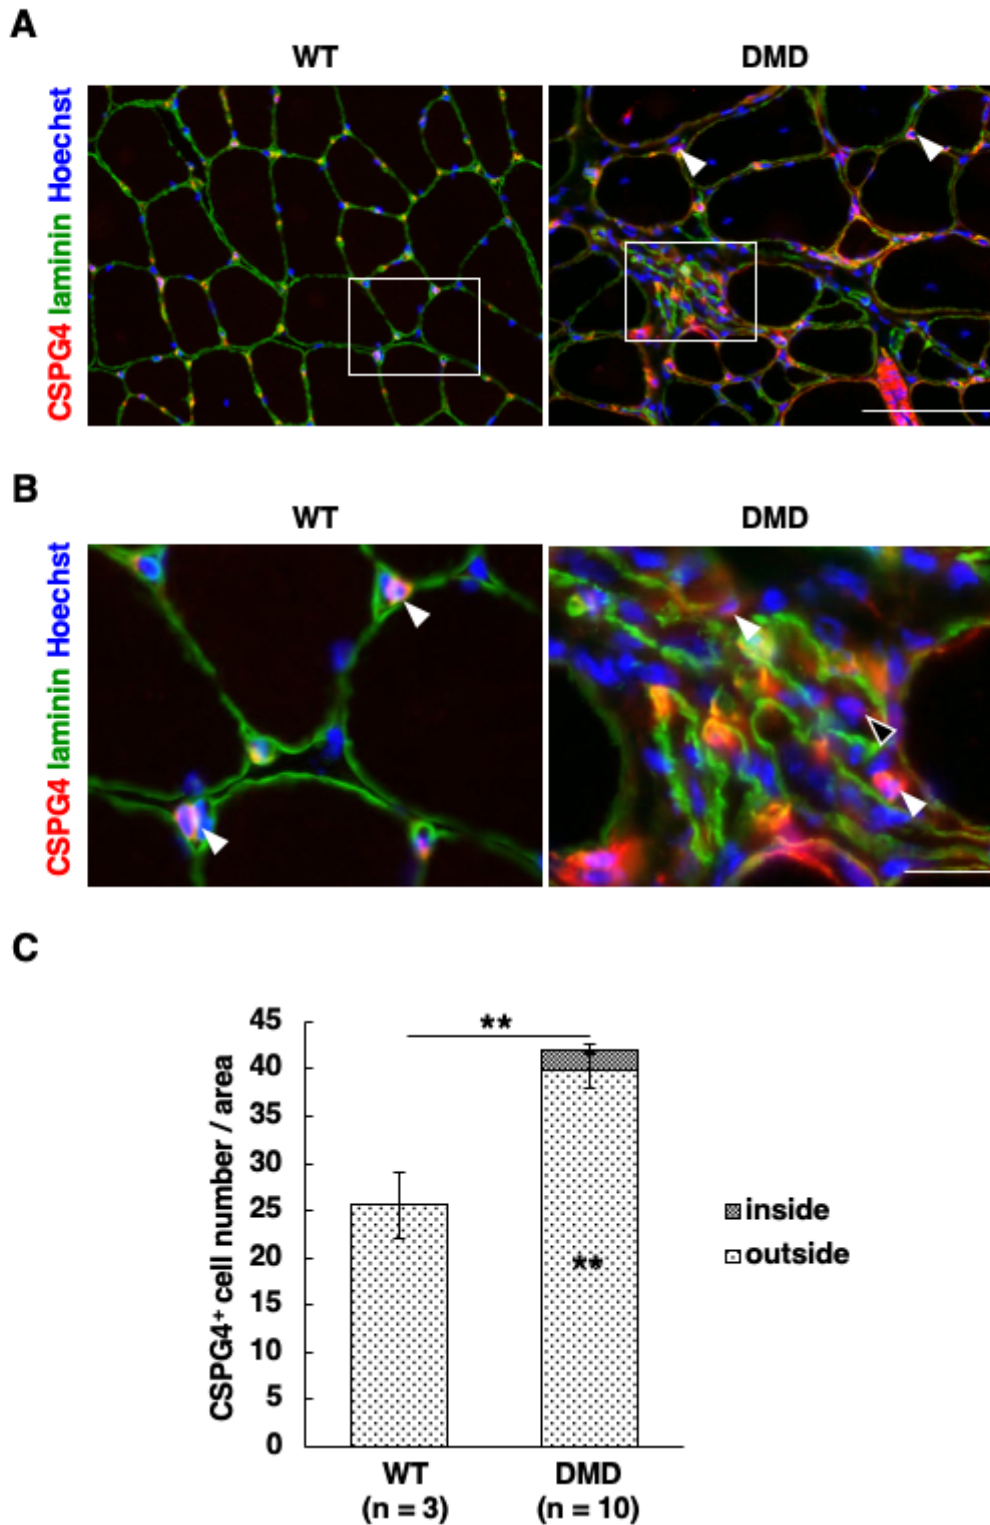 A
WT DMD
CSPG4 laminin Hoechst
B
WT DMD
CSPG4 laminin Hoechst
C
CSPG4⁺ cell number / area
45
40
35
30
25
20
15
10
5
0
**
**
inside
outside
WT DMD
(n = 3) (n = 10)